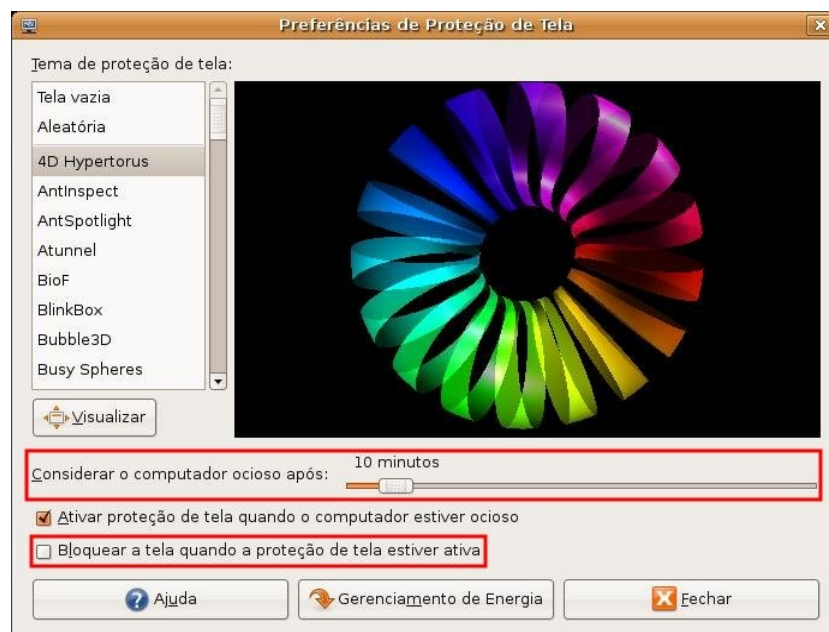 Preferências de Proteção de Tela
Tema de proteção de tela:
Tela vazia
Aleatória
4D Hypertorus
AntInspect
AntSpotlight
Atunnel
BioF
BlinkBox
Bubble3D
Busy Spheres
Visualizar
Considerar o computador ocioso após:
10 minutos
Ativar proteção de tela quando o computador estiver ocioso
Bloquear a tela quando a proteção de tela estiver ativa
Ajuda
Gerenciamento de Energia
Fechar